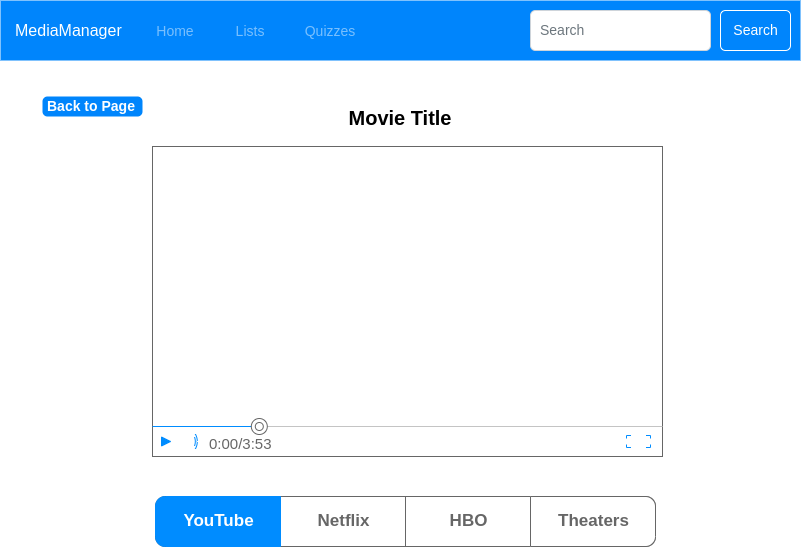 MediaManager Home Lists Quizzes Search Search
Back to Page
Movie Title
0:00/3:53
YouTube Netflix HBO Theaters